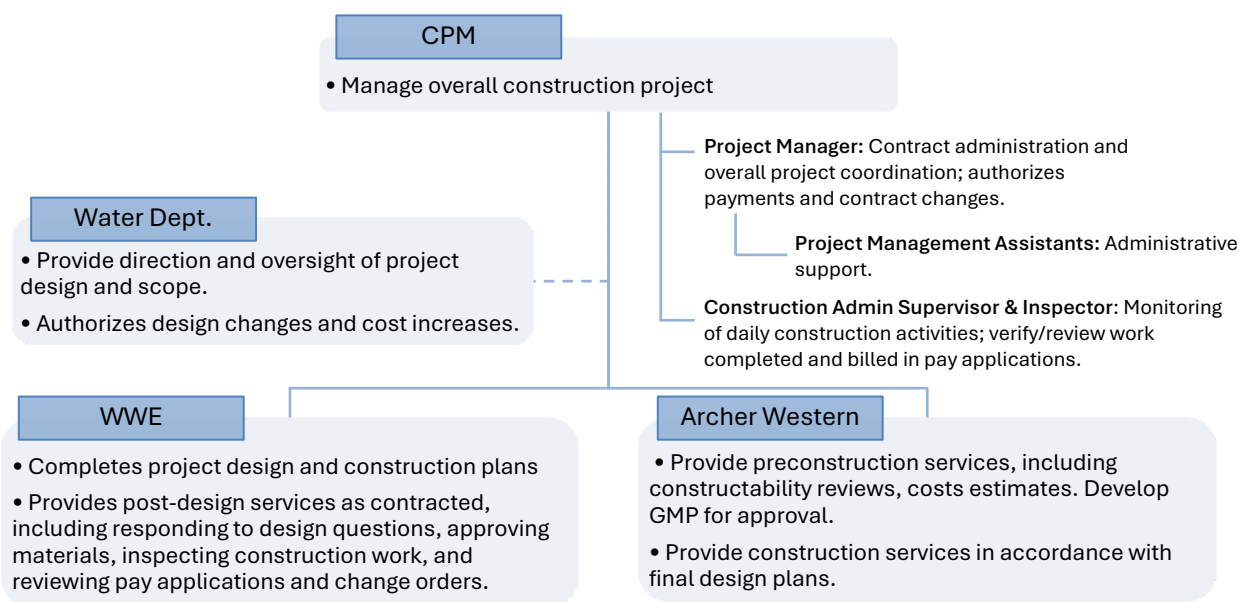 CPM
• Manage overall construction project
Project Manager: Contract administration and
overall project coordination; authorizes
payments and contract changes.
Project Management Assistants: Administrative
support.
Construction Admin Supervisor & Inspector: Monitoring
of daily construction activities; verify/review work
completed and billed in pay applications.
Water Dept.
• Provide direction and oversight of project
design and scope.
• Authorizes design changes and cost increases.
WWE
• Completes project design and construction plans
• Provides post-design services as contracted,
including responding to design questions, approving
materials, inspecting construction work, and
reviewing pay applications and change orders.
Archer Western
• Provide preconstruction services, including
constructability reviews, costs estimates. Develop
GMP for approval.
• Provide construction services in accordance with
final design plans.